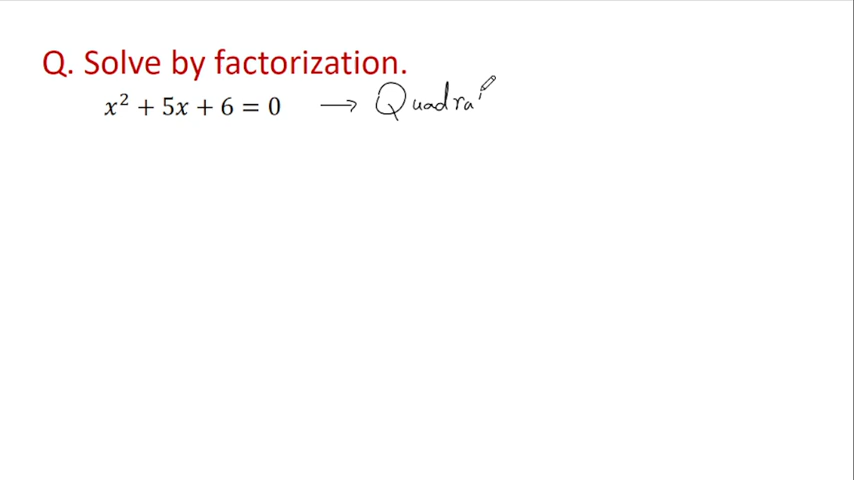 Q. Solve by factorization.
x² + 5x + 6 = 0 → Quadra